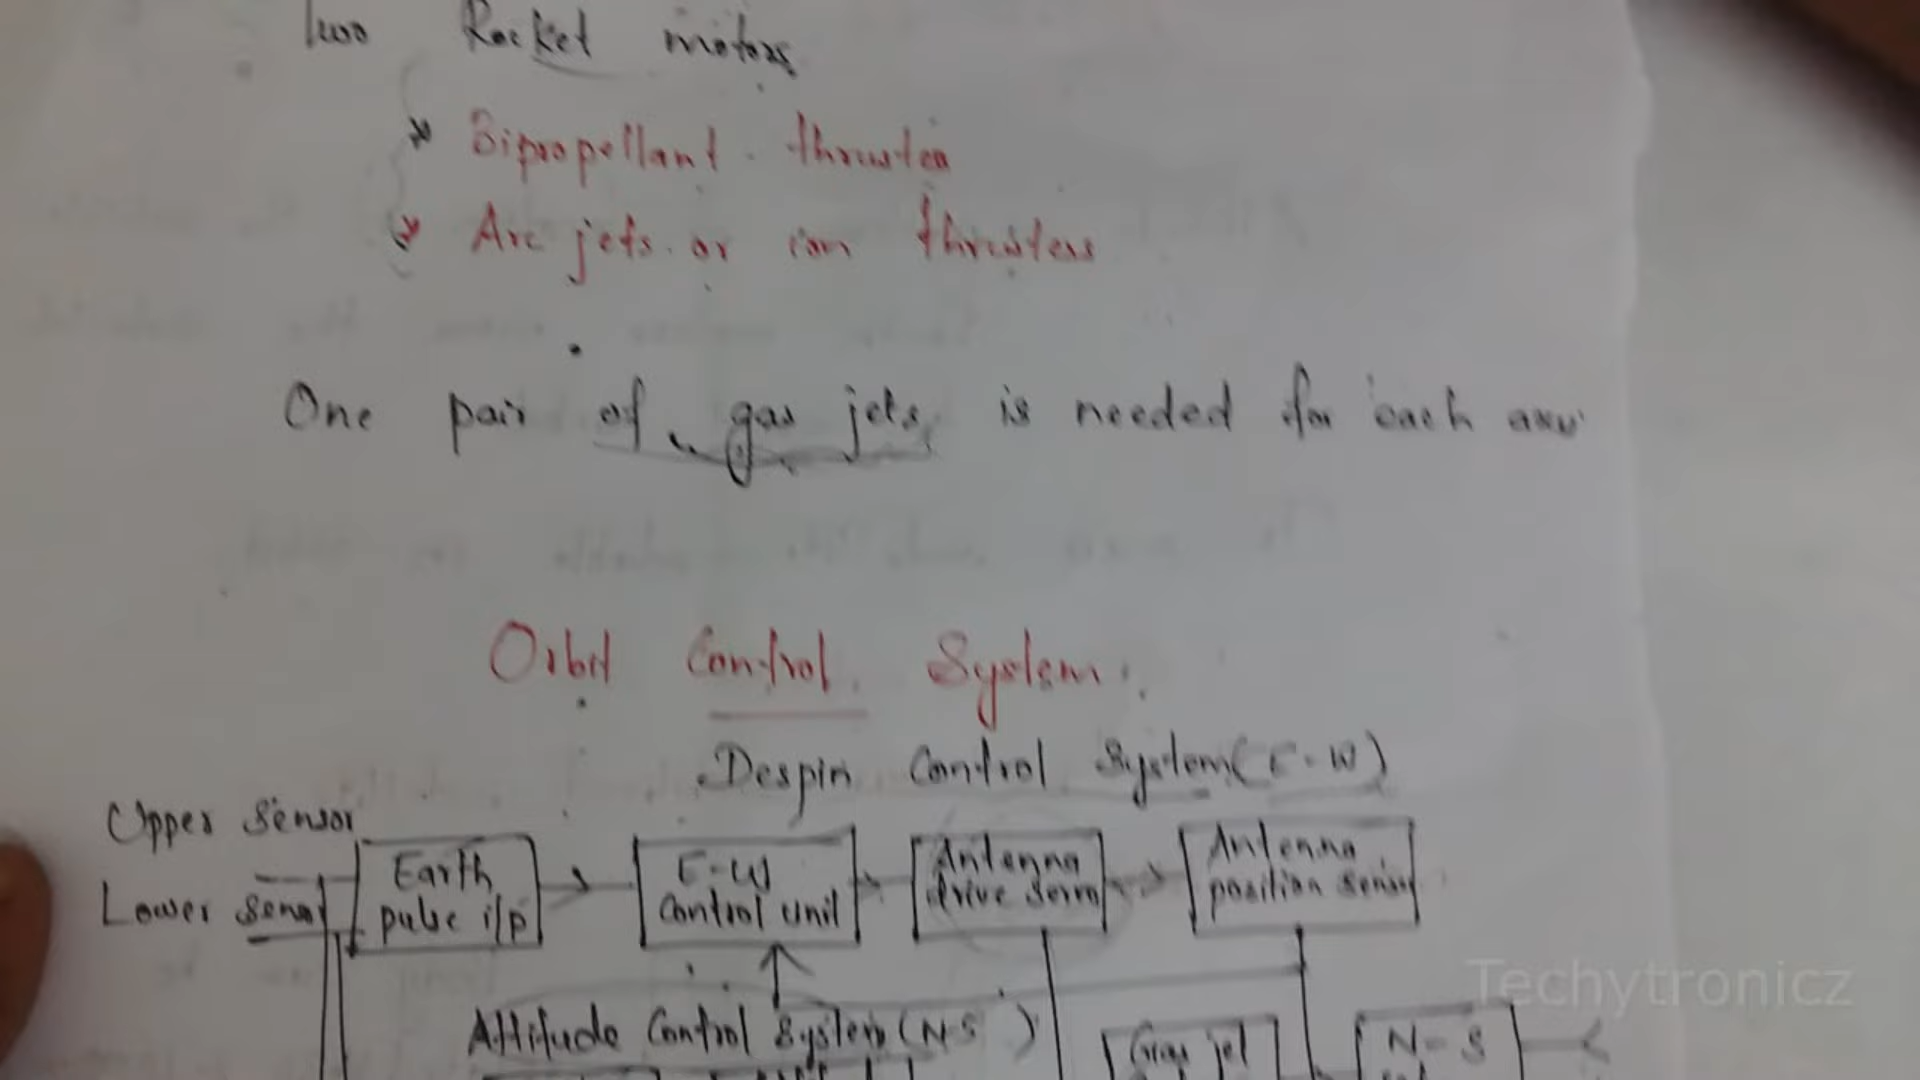 Two Rocket motors
* Bipropellant thruster
* Arc jets or ion thrusters
One pair of gas jets is needed for each axis
Orbit Control System
Despin Control System (E-W)
Upper sensor
Lower sensor
Earth pulse i/p
E-W Control unit
Antenna drive servo
Antenna position sensor
Attitude Control System (N-S)
Gas jet
N-S
Techytronicz